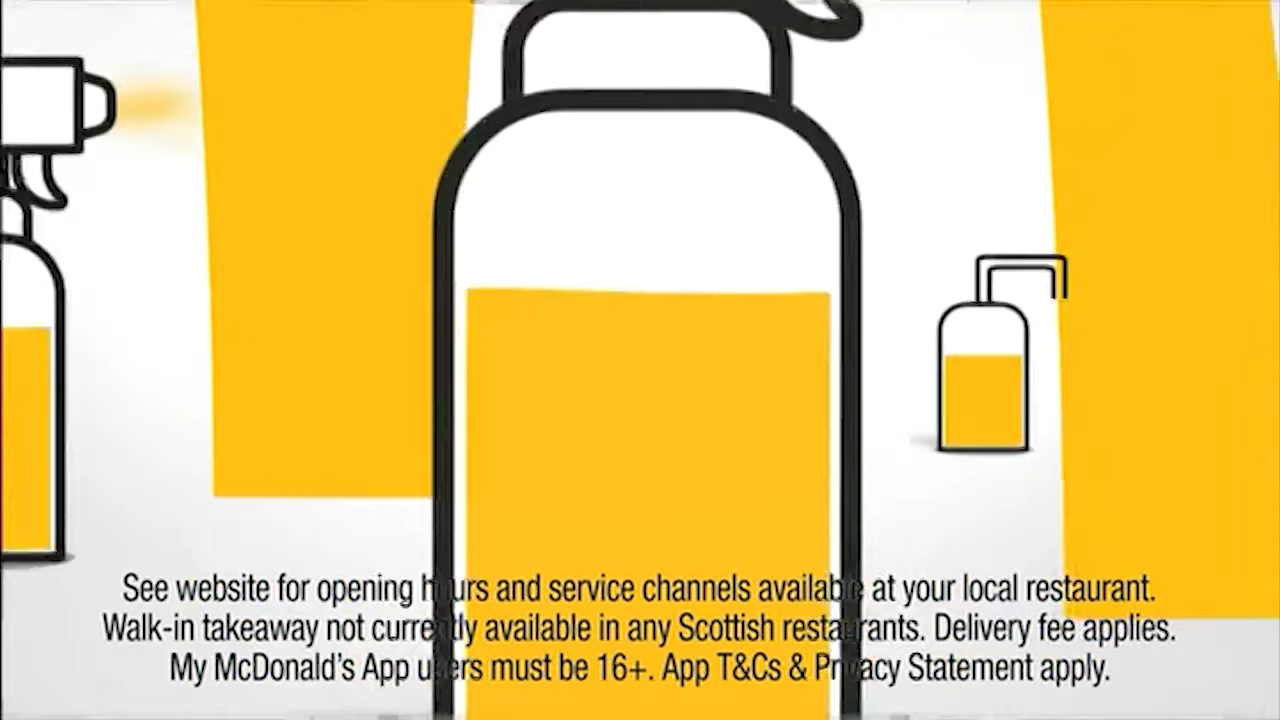 See website for opening hours and service channels available at your local restaurant.
Walk-in takeaway not currently available in any Scottish restaurants. Delivery fee applies.
My McDonald's App users must be 16+. App T&Cs & Privacy Statement apply.